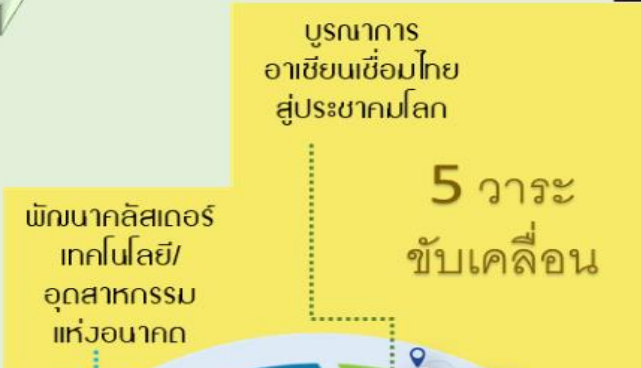 บูรณาการ
อาเซียนเชื่อมไทย
สู่ประชาคมโลก
5 วาระ
ขับเคลื่อน
พัฒนาคลัสเตอร์
เทคโนโลยี/
อุตสาหกรรม
แห่งอนาคต